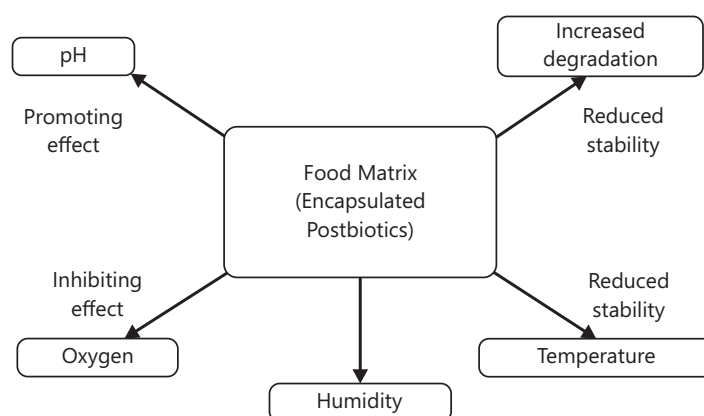 pH
Increased
degradation
Promoting
effect
Reduced
stability
Food Matrix
(Encapsulated
Postbiotics)
Inhibiting
effect
Reduced
stability
Oxygen
Temperature
Humidity